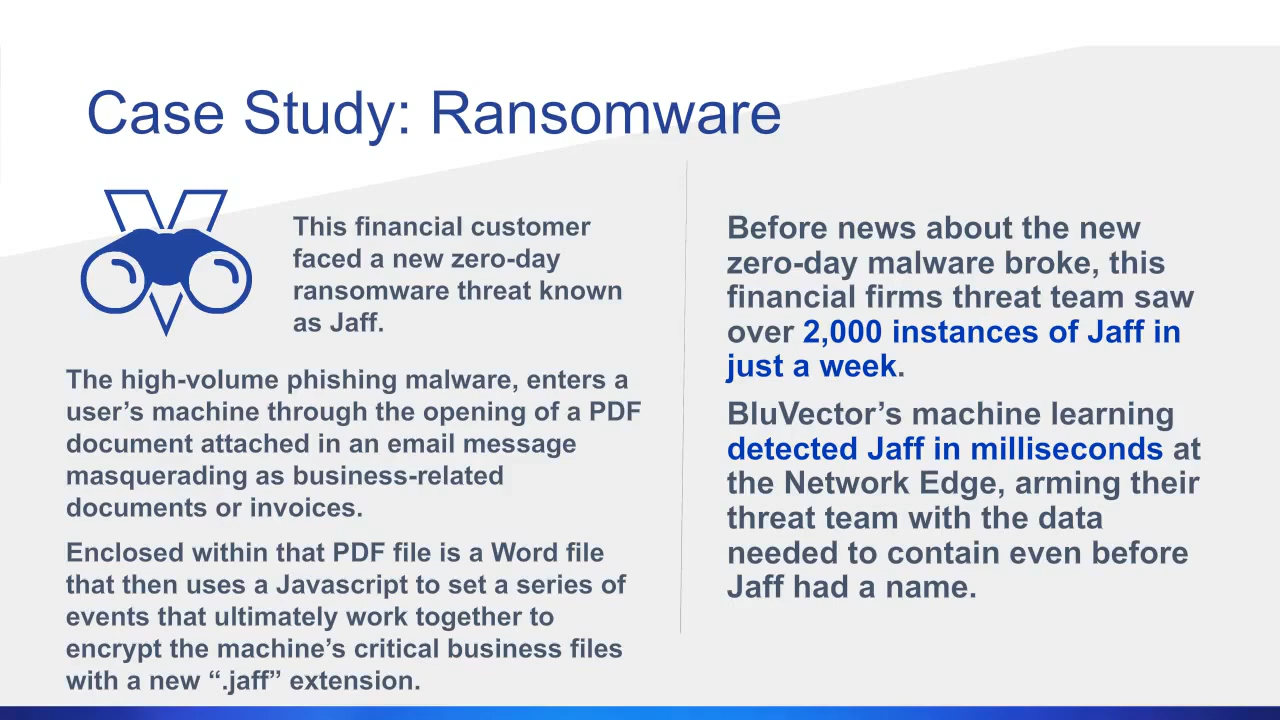 Case Study: Ransomware
This financial customer
faced a new zero-day
ransomware threat known
as Jaff.
The high-volume phishing malware, enters a
user’s machine through the opening of a PDF
document attached in an email message
masquerading as business-related
documents or invoices.
Enclosed within that PDF file is a Word file
that then uses a Javascript to set a series of
events that ultimately work together to
encrypt the machine’s critical business files
with a new “.jaff” extension.
Before news about the new
zero-day malware broke, this
financial firms threat team saw
over 2,000 instances of Jaff in
just a week.
BluVector’s machine learning
detected Jaff in milliseconds at
the Network Edge, arming their
threat team with the data
needed to contain even before
Jaff had a name.